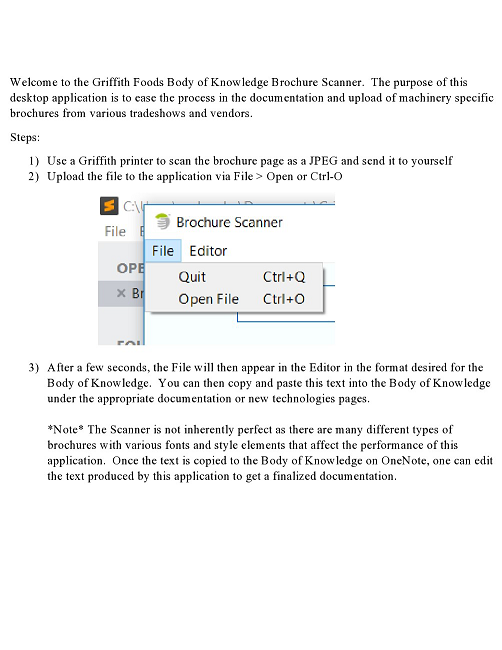 Welcome to the Griffith Foods Body of Knowledge Brochure Scanner. The purpose of this
desktop application is to ease the process in the documentation and upload of machinery specific
brochures from various tradeshows and vendors.
Steps:
1) Use a Griffith printer to scan the brochure page as a JPEG and send it to yourself
2) Upload the file to the application via File > Open or Ctrl-O
C:\
File
Brochure Scanner
File Editor
OPE
Quit Ctrl+Q
× Br
Open File Ctrl+O
3) After a few seconds, the File will then appear in the Editor in the format desired for the
Body of Knowledge. You can then copy and paste this text into the Body of Knowledge
under the appropriate documentation or new technologies pages.
*Note* The Scanner is not inherently perfect as there are many different types of
brochures with various fonts and style elements that affect the performance of this
application. Once the text is copied to the Body of Knowledge on OneNote, one can edit
the text produced by this application to get a finalized documentation.